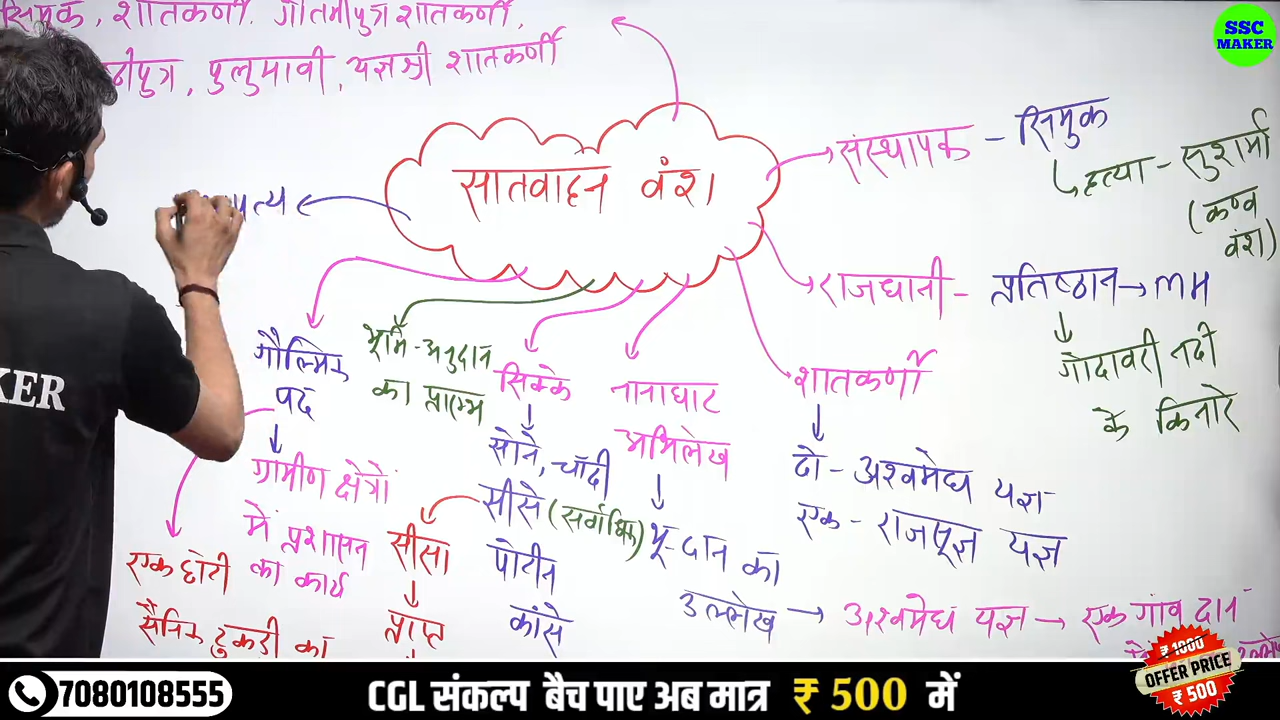 सिमुक, शातकर्णी, गौतमीपुत्र शातकर्णी,
पुलुमावी, यज्ञश्री शातकर्णी
SSC
MAKER
सातवाहन वंश।
संस्थापक - सिमुक
हत्या - सुशर्मा
(कण्व
वंश)
राजधानी - प्रतिष्ठान → MM
गोदावरी नदी
के किनारे
शातकर्णी
दो - अश्वमेघ यज्ञ
एक - राजसूज्ञ यज्ञ
नानाघाट
अभिलेख
भू-दान का
उल्लेख → अश्वमेघ यज्ञ → एक गांव दान
सिक्के
सोने, चाँदी
सीसे (सर्वाधिक)
पोटीन
कांसे
सीसा
प्राप्त
भूमि-अनुदान
का प्रारम्भ
गौल्मिक
पद
ग्रामीण क्षेत्रों
में प्रशासन
का कार्य
एक छोटी
सैनिक टुकड़ी का
KER
7080108555
CGL संकल्प बैच पाए अब मात्र ₹ 500 में
₹ 1000
OFFER PRICE
₹ 500